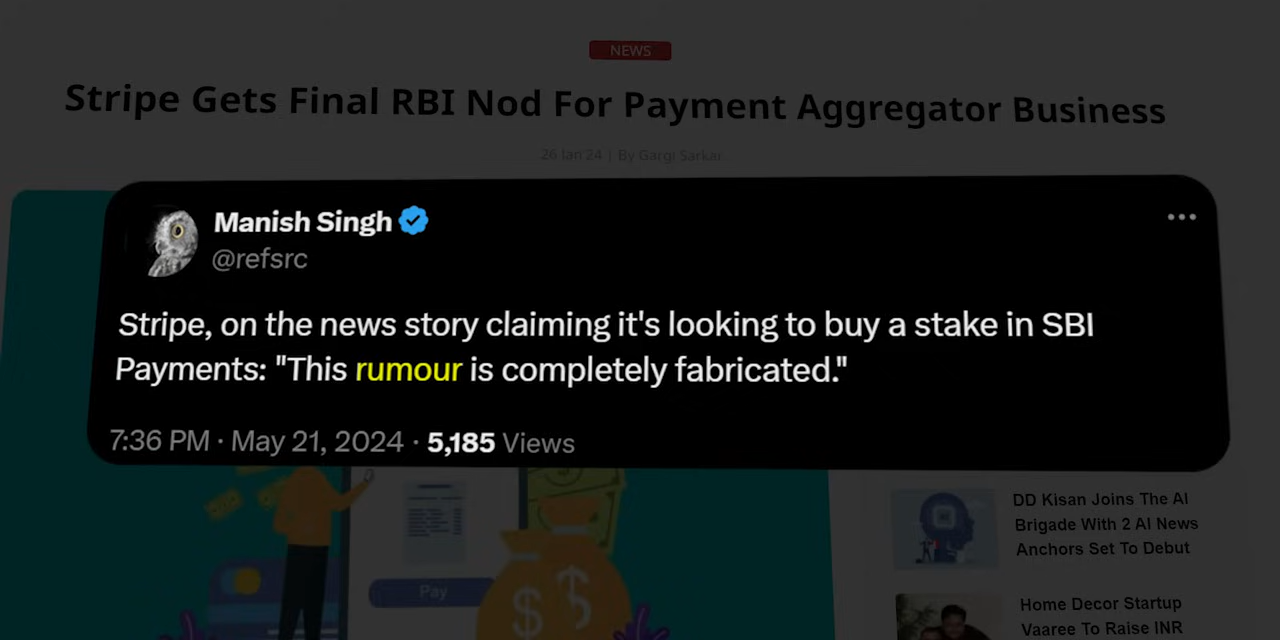 NEWS
Stripe Gets Final RBI Nod For Payment Aggregator Business
26 Jan'24 | By Gargi Sarkar
Manish Singh
@refsrc
Stripe, on the news story claiming it's looking to buy a stake in SBI
Payments: "This rumour is completely fabricated."
7:36 PM · May 21, 2024 · 5,185 Views
DD Kisan Joins The AI
Brigade With 2 AI News
Anchors Set To Debut
Pay
Home Decor Startup
Vaaree To Raise INR